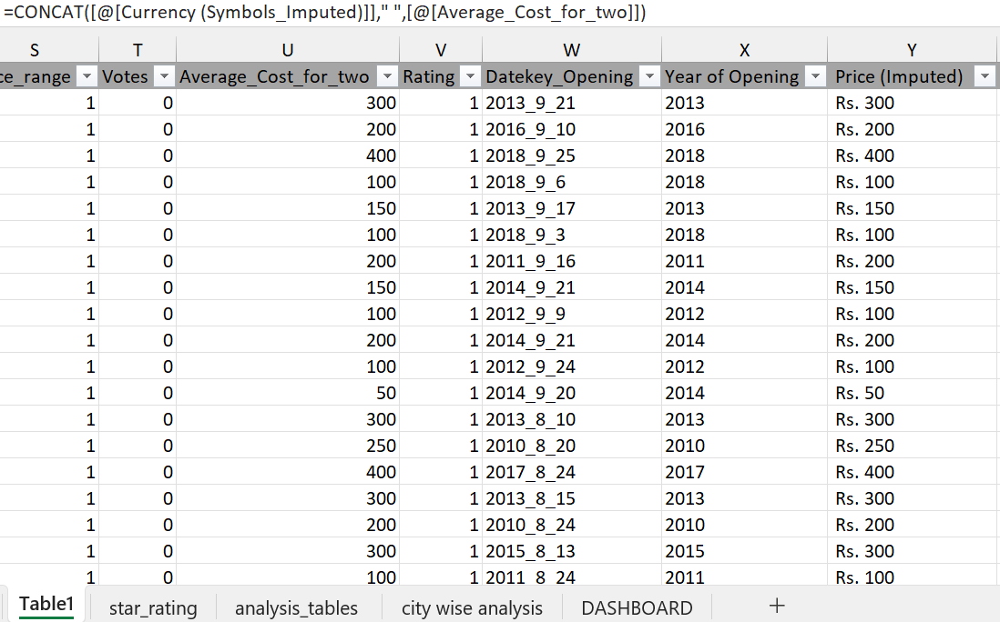 =CONCAT([@[Currency (Symbols_Imputed)]]," ",[@[Average_Cost_for_two]])
S T U V W X Y
ce_range Votes Average_Cost_for_two Rating Datekey_Opening Year of Opening Price (Imputed)
1 0 300 1 2013_9_21 2013 Rs. 300
1 0 200 1 2016_9_10 2016 Rs. 200
1 0 400 1 2018_9_25 2018 Rs. 400
1 0 100 1 2018_9_6 2018 Rs. 100
1 0 150 1 2013_9_17 2013 Rs. 150
1 0 100 1 2018_9_3 2018 Rs. 100
1 0 200 1 2011_9_16 2011 Rs. 200
1 0 150 1 2014_9_21 2014 Rs. 150
1 0 100 1 2012_9_9 2012 Rs. 100
1 0 200 1 2014_9_21 2014 Rs. 200
1 0 100 1 2012_9_24 2012 Rs. 100
1 0 50 1 2014_9_20 2014 Rs. 50
1 0 300 1 2013_8_10 2013 Rs. 300
1 0 250 1 2010_8_20 2010 Rs. 250
1 0 400 1 2017_8_24 2017 Rs. 400
1 0 300 1 2013_8_15 2013 Rs. 300
1 0 200 1 2010_8_24 2010 Rs. 200
1 0 300 1 2015_8_13 2015 Rs. 300
1 0 100 1 2011_8_24 2011 Rs. 100
Table1 star_rating analysis_tables city wise analysis DASHBOARD +